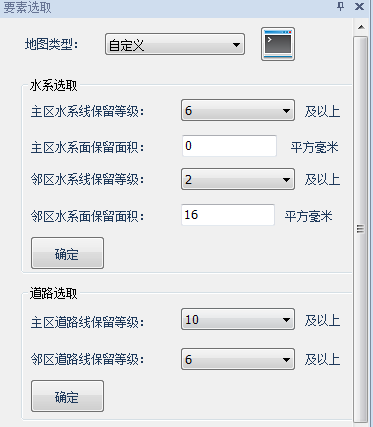 要素选取
地图类型： 自定义
水系选取
主区水系线保留等级： 6 及以上
主区水系面保留面积： 0 平方毫米
邻区水系线保留等级： 2 及以上
邻区水系面保留面积： 16 平方毫米
确定
道路选取
主区道路线保留等级： 10 及以上
邻区道路线保留等级： 6 及以上
确定